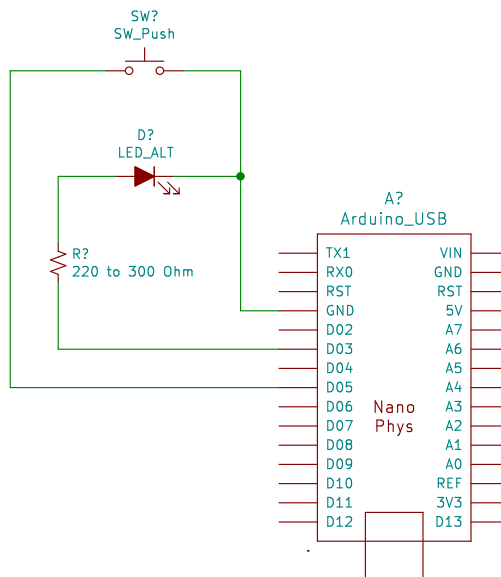 SW?
SW_Push
D?
LED_ALT
R?
220 to 300 Ohm
A?
Arduino_USB
TX1
RX0
RST
GND
D02
D03
D04
D05
D06
D07
D08
D09
D10
D11
D12
Nano
Phys
VIN
GND
RST
5V
A7
A6
A5
A4
A3
A2
A1
A0
REF
3V3
D13